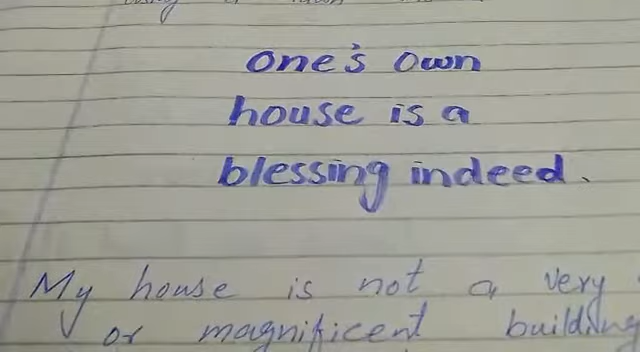 one's own
house is a
blessing indeed.
My house is not a very
or magnificent building